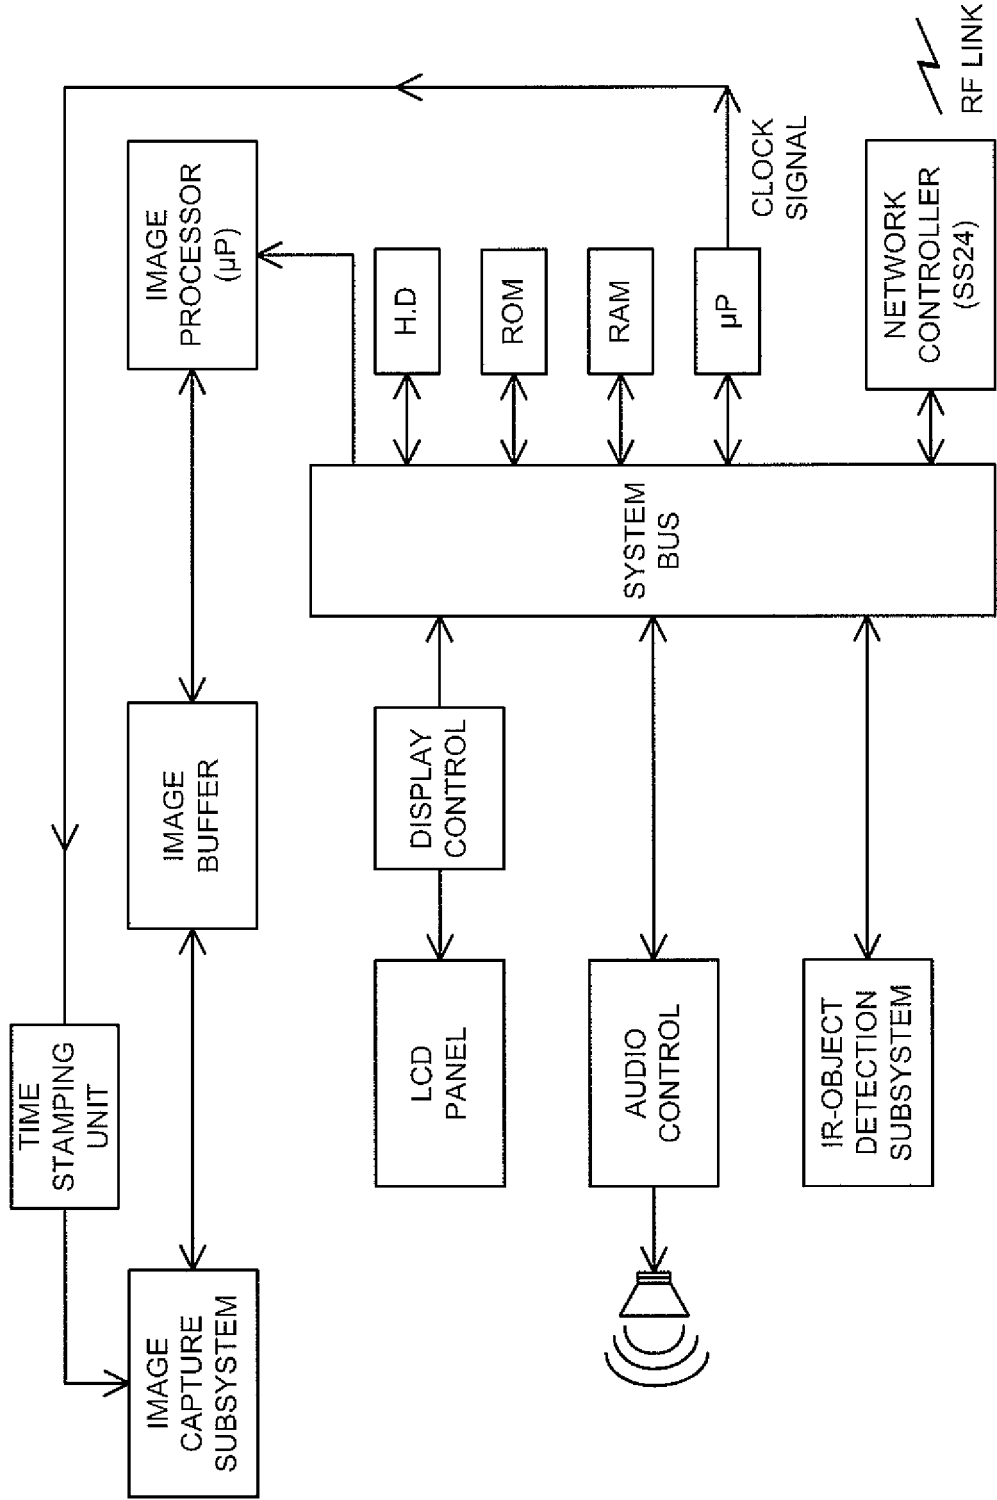 TIME
STAMPING
UNIT
IMAGE
CAPTURE
SUBSYSTEM
IMAGE
BUFFER
IMAGE
PROCESSOR
(µP)
LCD
PANEL
DISPLAY
CONTROL
H.D
ROM
AUDIO
CONTROL
SYSTEM
BUS
RAM
µP
CLOCK
SIGNAL
IR-OBJECT
DETECTION
SUBSYSTEM
NETWORK
CONTROLLER
(SS24)
RF LINK